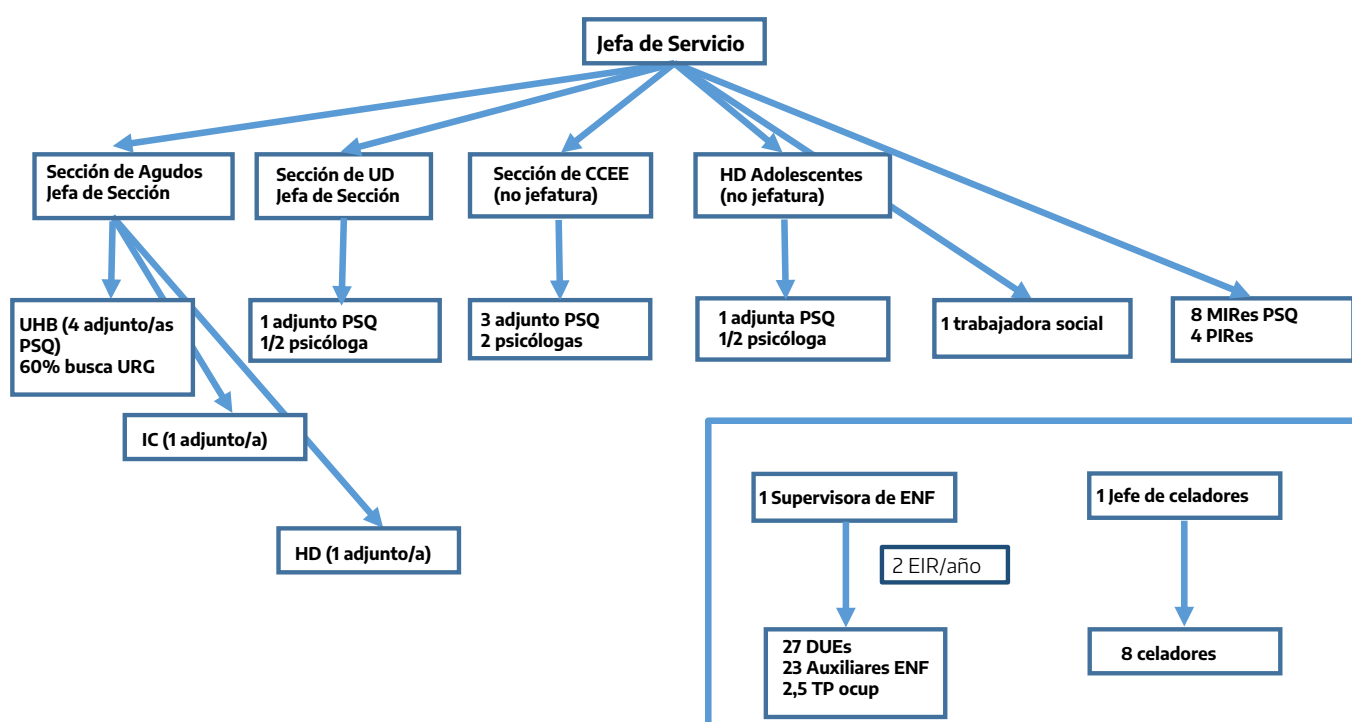 Jefa de Servicio
Sección de Agudos
Jefa de Sección
Sección de UD
Jefa de Sección
Sección de CCEE
(no jefatura)
HD Adolescentes
(no jefatura)
UHB (4 adjunto/as
PSQ)
60% busca URG
1 adjunto PSQ
1/2 psicóloga
3 adjunto PSQ
2 psicólogas
1 adjunta PSQ
1/2 psicóloga
1 trabajadora social
8 MIRes PSQ
4 PIRes
IC (1 adjunto/a)
HD (1 adjunto/a)
1 Supervisora de ENF
1 Jefe de celadores
2 EIR/año
27 DUEs
23 Auxiliares ENF
2,5 TP ocup
8 celadores